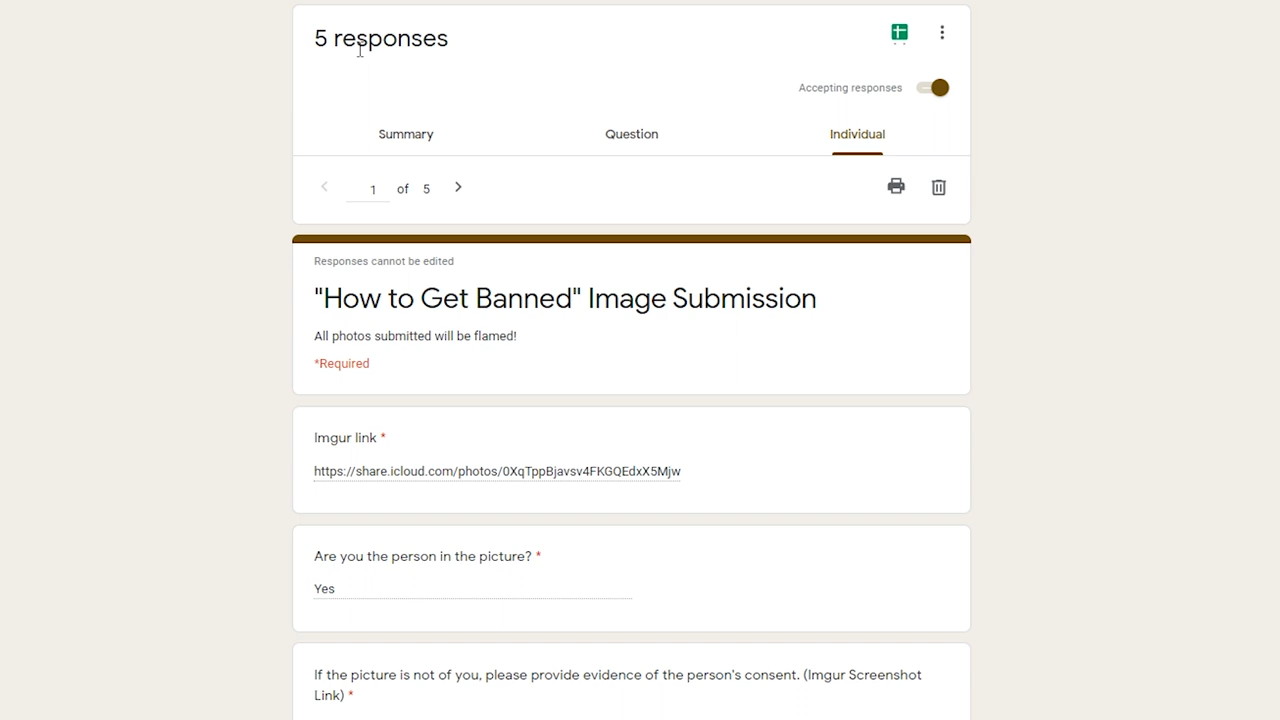 5 responses
Accepting responses
Summary Question Individual
1 of 5
Responses cannot be edited
"How to Get Banned" Image Submission
All photos submitted will be flamed!
*Required
Imgur link *
https://share.icloud.com/photos/0XqTppBjavsv4FKGQEdxX5Mjw
Are you the person in the picture? *
Yes
If the picture is not of you, please provide evidence of the person's consent. (Imgur Screenshot
Link) *